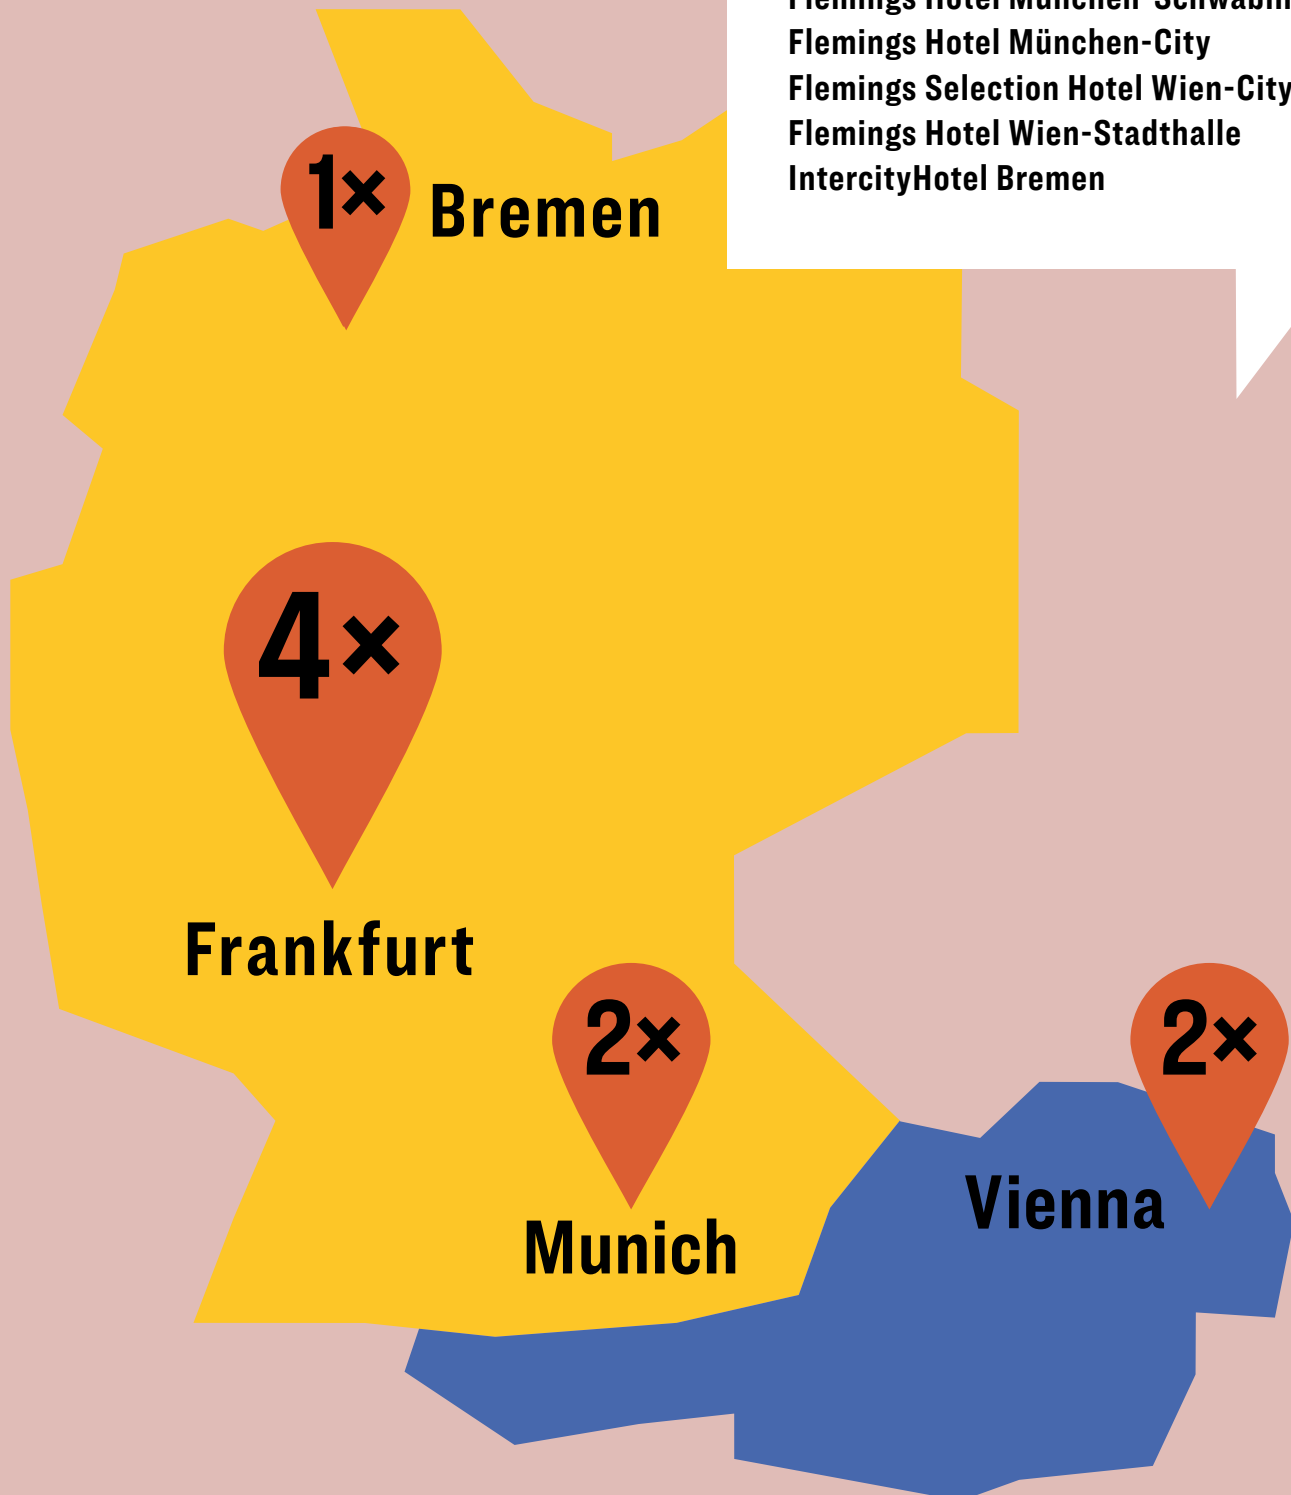 Flemings Hotel München-City
Flemings Selection Hotel Wien-City
Flemings Hotel Wien-Stadthalle
IntercityHotel Bremen
1×
Bremen
4×
Frankfurt
2×
Munich
2×
Vienna